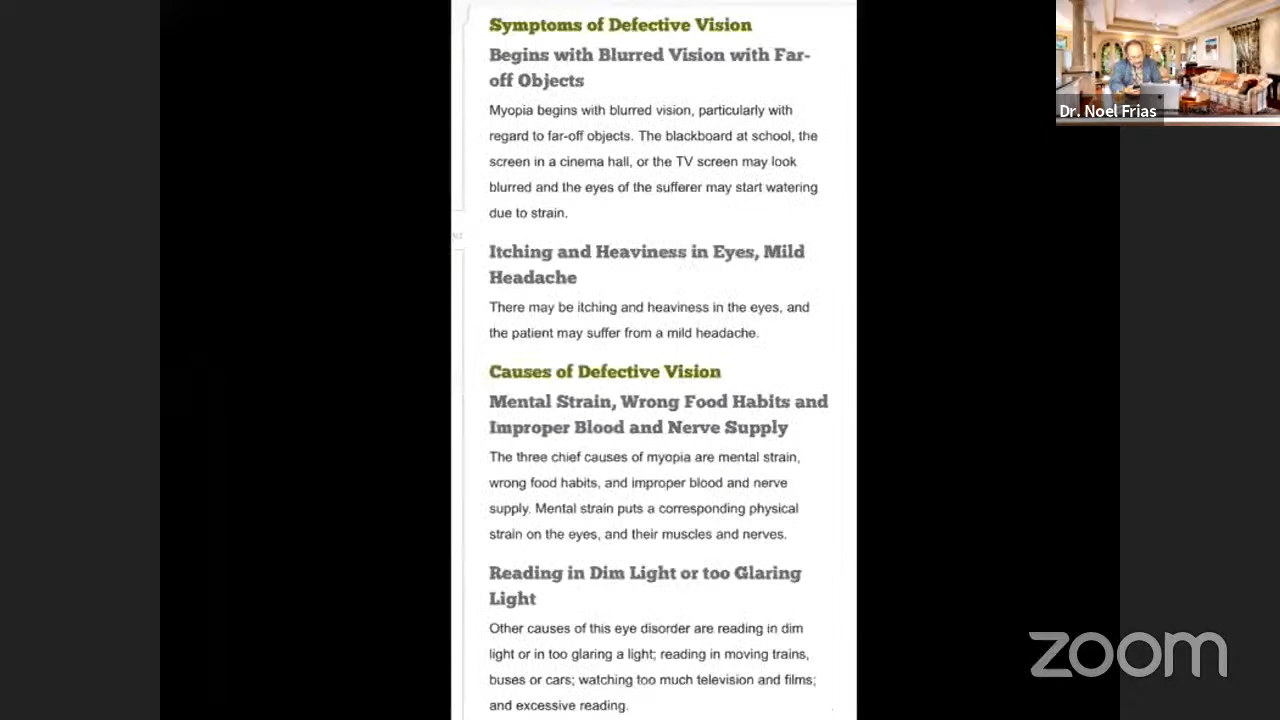 Symptoms of Defective Vision
Begins with Blurred Vision with Far-
off Objects
Myopia begins with blurred vision, particularly with
regard to far-off objects. The blackboard at school, the
screen in a cinema hall, or the TV screen may look
blurred and the eyes of the sufferer may start watering
due to strain.
Itching and Heaviness in Eyes, Mild
Headache
There may be itching and heaviness in the eyes, and
the patient may suffer from a mild headache.
Causes of Defective Vision
Mental Strain, Wrong Food Habits and
Improper Blood and Nerve Supply
The three chief causes of myopia are mental strain,
wrong food habits, and improper blood and nerve
supply. Mental strain puts a corresponding physical
strain on the eyes, and their muscles and nerves.
Reading in Dim Light or too Glaring
Light
Other causes of this eye disorder are reading in dim
light or in too glaring a light; reading in moving trains,
buses or cars; watching too much television and films;
and excessive reading.
Dr. Noel Frias
zoom